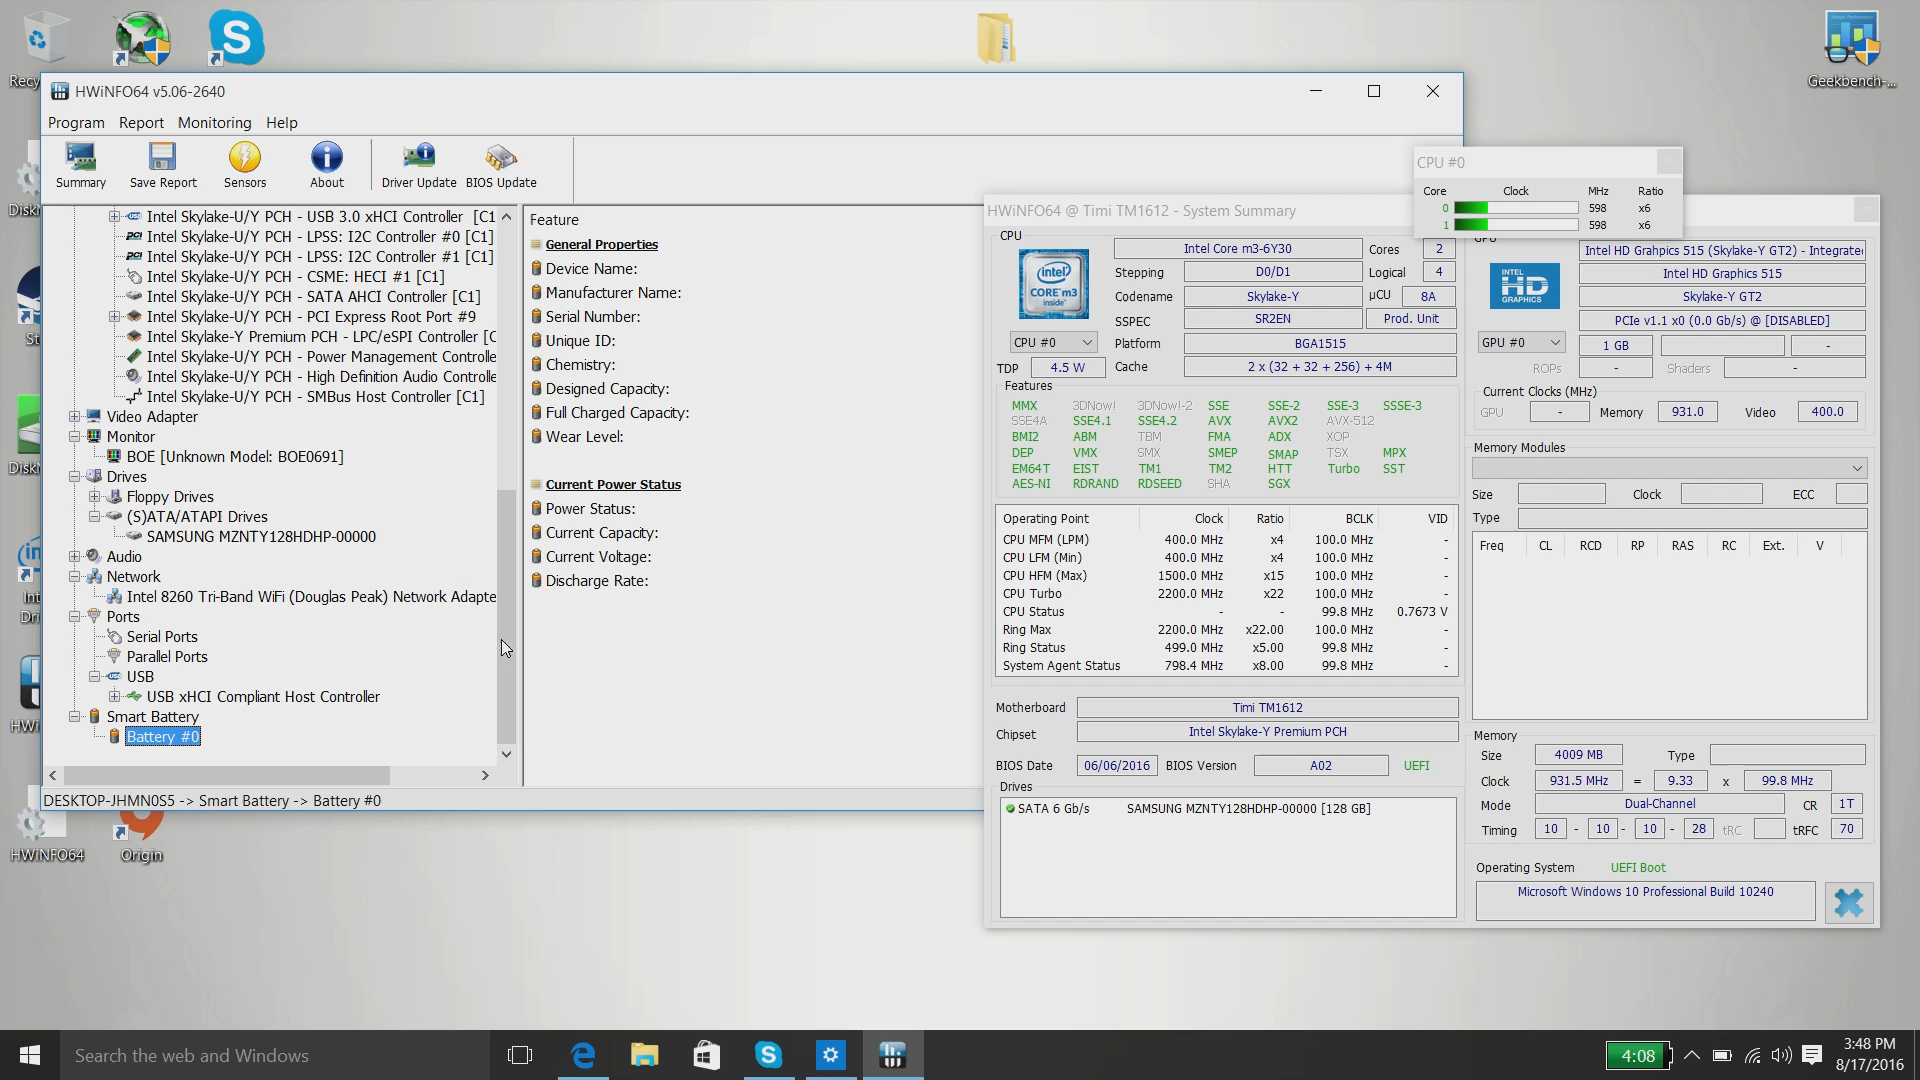 Recy
S
Geekbench-...
HWiNFO64 v5.06-2640
Program Report Monitoring Help
Summary
Save Report
Sensors
About
Driver Update
BIOS Update
Intel Skylake-U/Y PCH - USB 3.0 xHCI Controller [C1
Intel Skylake-U/Y PCH - LPSS: I2C Controller #0 [C1]
Intel Skylake-U/Y PCH - LPSS: I2C Controller #1 [C1]
Intel Skylake-U/Y PCH - CSME: HECI #1 [C1]
Intel Skylake-U/Y PCH - SATA AHCI Controller [C1]
Intel Skylake-U/Y PCH - PCI Express Root Port #9
Intel Skylake-Y Premium PCH - LPC/eSPI Controller [C
Intel Skylake-U/Y PCH - Power Management Controlle
Intel Skylake-U/Y PCH - High Definition Audio Controlle
Intel Skylake-U/Y PCH - SMBus Host Controller [C1]
Video Adapter
Monitor
BOE [Unknown Model: BOE0691]
Drives
Floppy Drives
(S)ATA/ATAPI Drives
SAMSUNG MZNTY128HDHP-00000
Audio
Network
Intel 8260 Tri-Band WiFi (Douglas Peak) Network Adapte
Ports
Serial Ports
Parallel Ports
USB
USB xHCI Compliant Host Controller
Smart Battery
Battery #0
DESKTOP-JHMN0S5 -> Smart Battery -> Battery #0
Feature
General Properties
Device Name:
Manufacturer Name:
Serial Number:
Unique ID:
Chemistry:
Designed Capacity:
Full Charged Capacity:
Wear Level:
Current Power Status
Power Status:
Current Capacity:
Current Voltage:
Discharge Rate:
CPU #0
Core Clock MHz Ratio
0 598 x6
1 598 x6
HWiNFO64 @ Timi TM1612 - System Summary
CPU
intel CORE m3 inside
Intel Core m3-6Y30 Cores 2
Stepping D0/D1 Logical 4
Codename Skylake-Y µCU 8A
SSPEC SR2EN Prod. Unit
CPU #0 Platform BGA1515
TDP 4.5 W Cache 2 x (32 + 32 + 256) + 4M
Features
MMX 3DNow! 3DNow!-2 SSE SSE-2 SSE-3 SSSE-3
SSE4A SSE4.1 SSE4.2 AVX AVX2 AVX-512
BMI2 ABM TBM FMA ADX XOP
DEP VMX SMX SMEP SMAP TSX MPX
EM64T EIST TM1 TM2 HTT Turbo SST
AES-NI RDRAND RDSEED SHA SGX
Operating Point Clock Ratio BCLK VID
CPU MFM (LPM) 400.0 MHz x4 100.0 MHz -
CPU LFM (Min) 400.0 MHz x4 100.0 MHz -
CPU HFM (Max) 1500.0 MHz x15 100.0 MHz -
CPU Turbo 2200.0 MHz x22 100.0 MHz -
CPU Status - - 99.8 MHz 0.7673 V
Ring Max 2200.0 MHz x22.00 100.0 MHz -
Ring Status 499.0 MHz x5.00 99.8 MHz -
System Agent Status 798.4 MHz x8.00 99.8 MHz -
Motherboard Timi TM1612
Chipset Intel Skylake-Y Premium PCH
BIOS Date 06/06/2016 BIOS Version A02 UEFI
Drives
SATA 6 Gb/s SAMSUNG MZNTY128HDHP-00000 [128 GB]
GPU
INTEL HD GRAPHICS
Intel HD Grahpics 515 (Skylake-Y GT2) - Integrate
Intel HD Graphics 515
Skylake-Y GT2
PCIe v1.1 x0 (0.0 Gb/s) @ [DISABLED]
GPU #0 1 GB -
ROPs - Shaders -
Current Clocks (MHz)
GPU - Memory 931.0 Video 400.0
Memory Modules
Size Clock ECC
Type
Freq CL RCD RP RAS RC Ext. V
Memory
Size 4009 MB Type
Clock 931.5 MHz = 9.33 x 99.8 MHz
Mode Dual-Channel CR 1T
Timing 10 - 10 - 10 - 28 tRC tRFC 70
Operating System UEFI Boot
Microsoft Windows 10 Professional Build 10240
HWiNFO64
Origin
Search the web and Windows
4:08
3:48 PM
8/17/2016